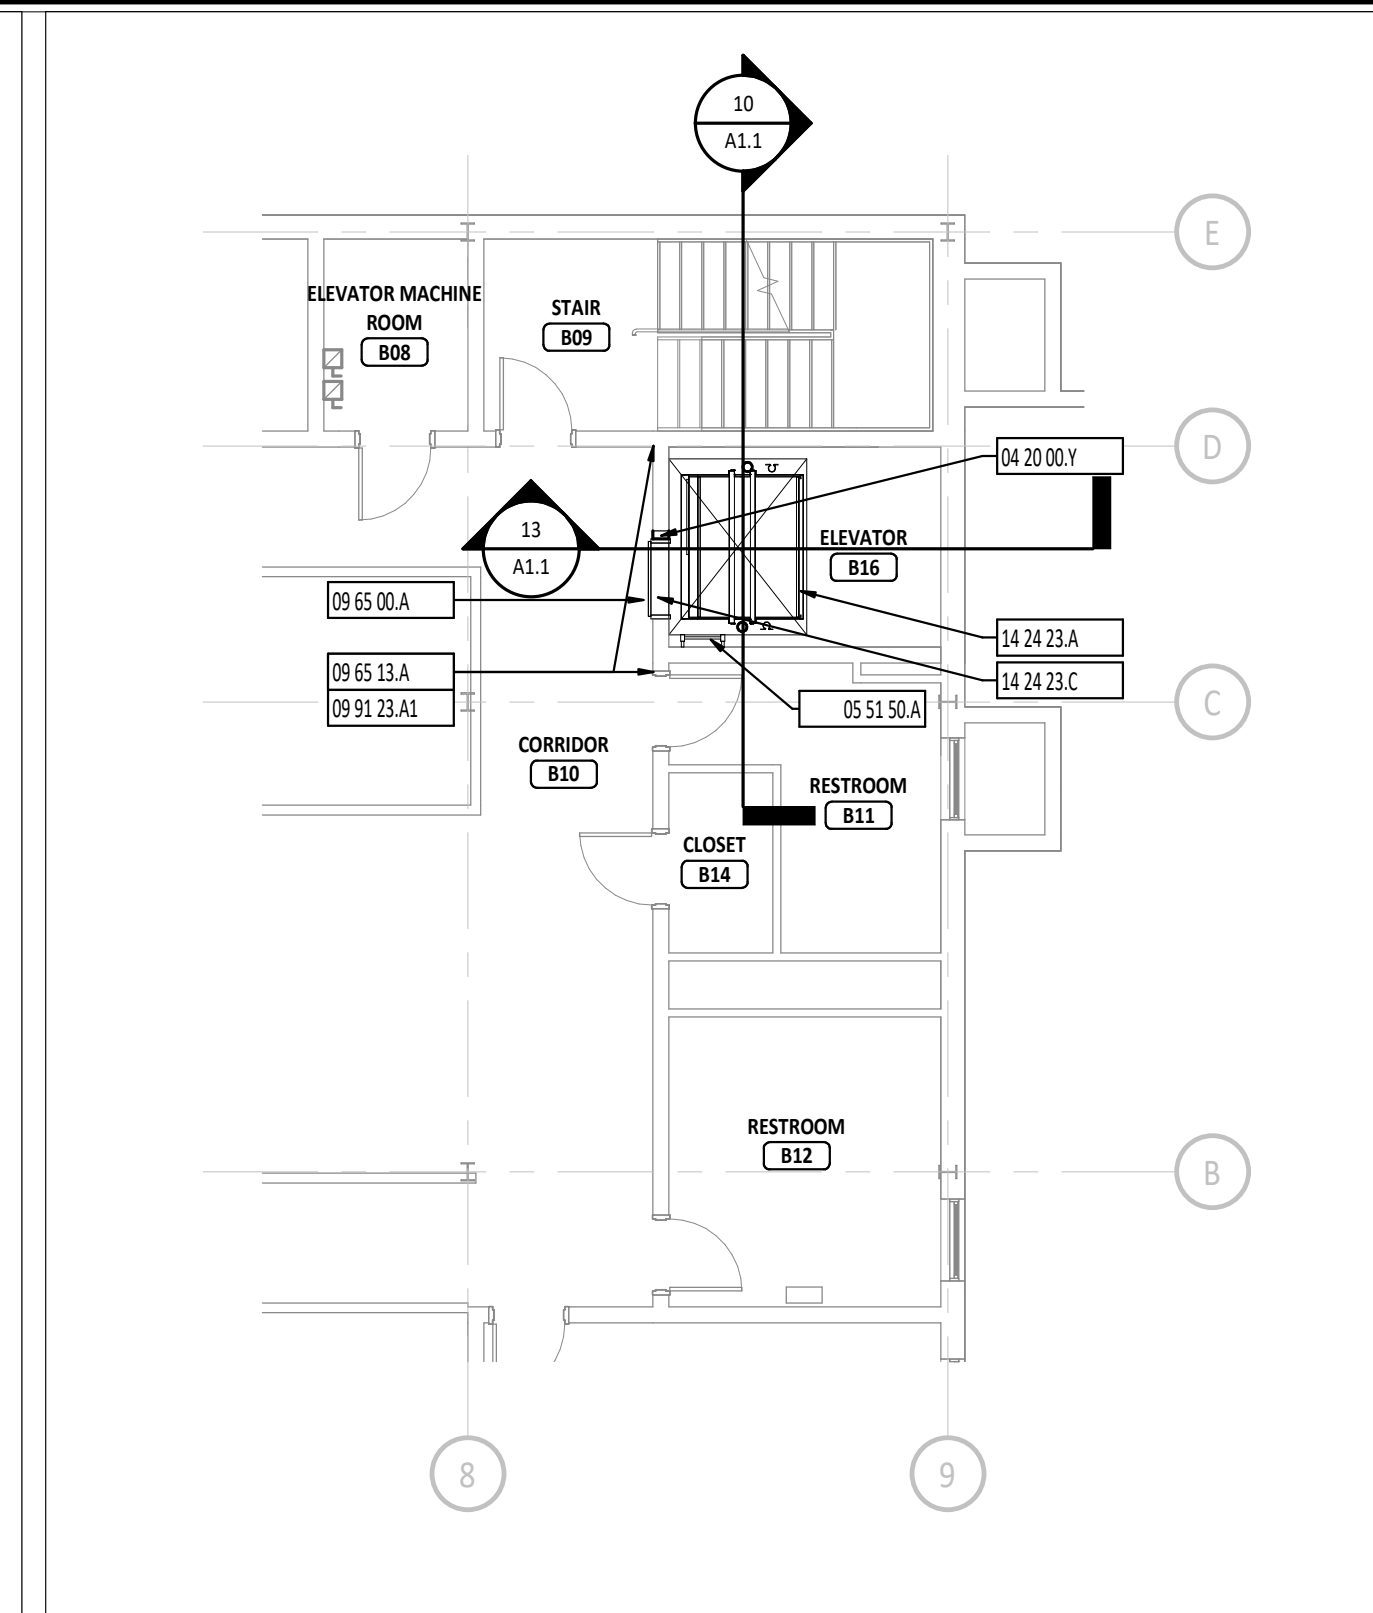 10
A1.1
E
ELEVATOR MACHINE
ROOM
B08
STAIR
B09
D
04 20 00.Y
13
A1.1
ELEVATOR
B16
09 65 00.A
14 24 23.A
09 65 13.A
14 24 23.C
09 91 23.A1
05 51 50.A
C
CORRIDOR
B10
RESTROOM
B11
CLOSET
B14
RESTROOM
B12
B
8
9